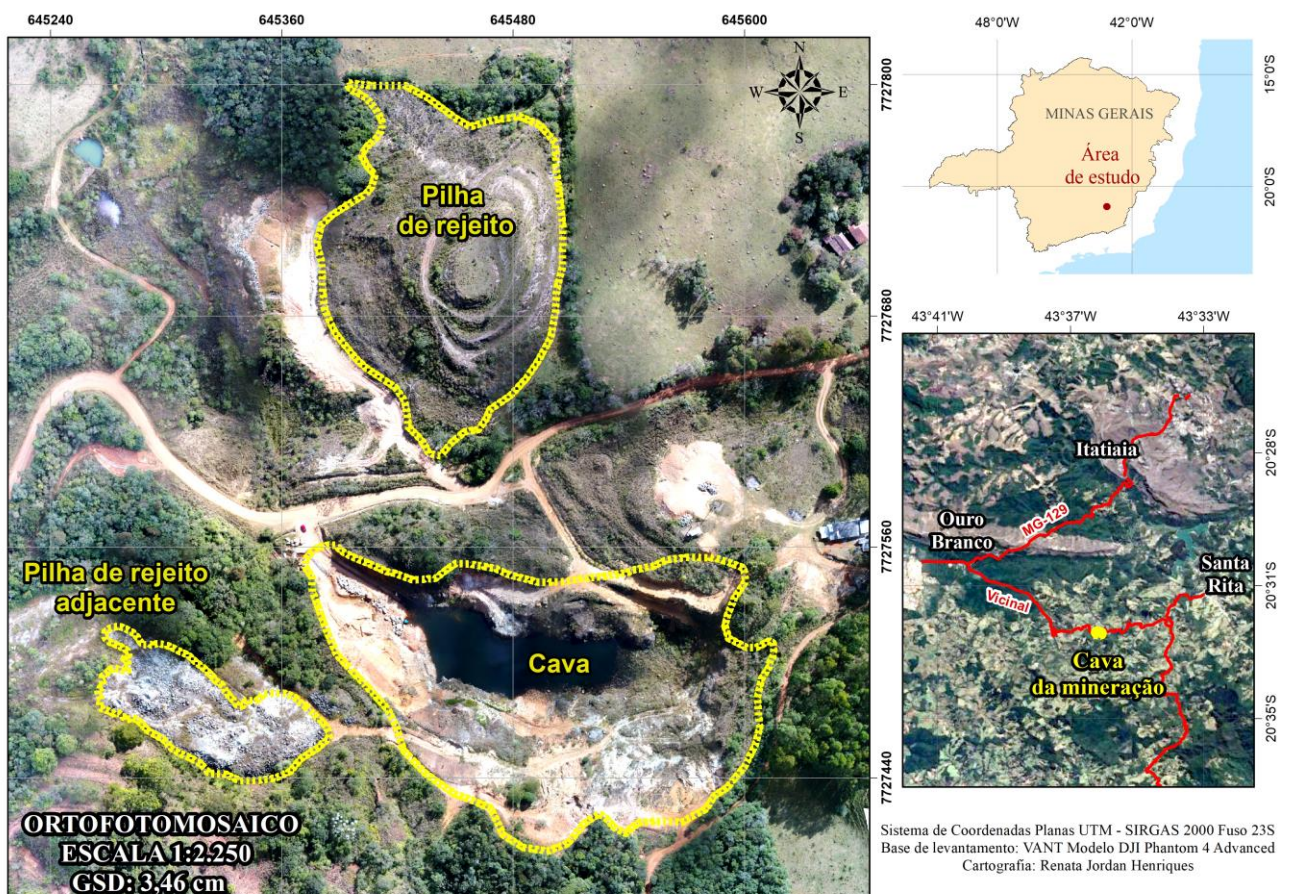 645240
645360
645480
645600
7727800
7727680
7727560
7727440
N
W
E
S
Pilha
de rejeito
Pilha de rejeito
adjacente
Cava
ORTOFOTOMOSAICO
ESCALA 1:2.250
GSD: 3,46 cm
48°0'W
42°0'W
15°0'S
20°0'S
MINAS GERAIS
Área
de estudo
43°41'W
43°37'W
43°33'W
20°28'S
20°31'S
20°35'S
Itatiaia
MG-129
Ouro
Branco
Santa
Rita
Vicinal
Cava
da mineração
Sistema de Coordenadas Planas UTM - SIRGAS 2000 Fuso 23S
Base de levantamento: VANT Modelo DJI Phantom 4 Advanced
Cartografia: Renata Jordan Henriques